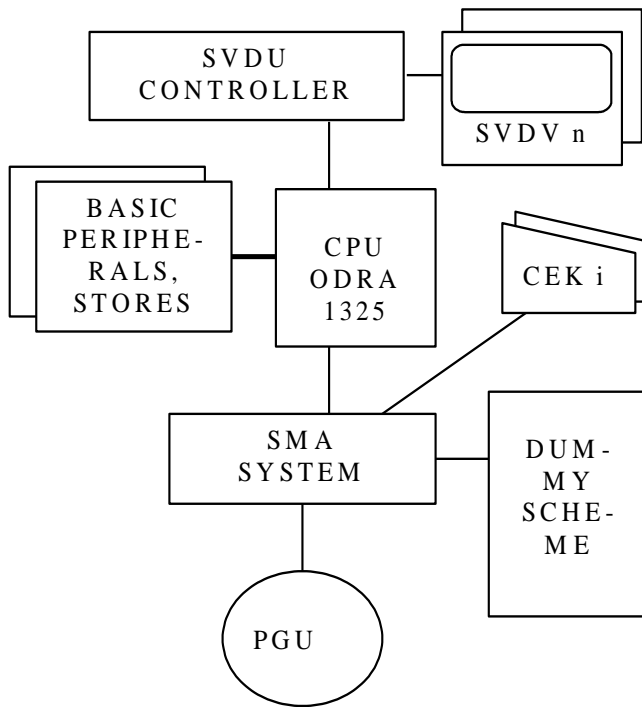 SVDU
CONTROLLER
SVDV n
BASIC
PERIPHE-
RALS,
STORES
CPU
ODRA
1325
CEK i
SMA
SYSTEM
DUM-
MY
SCHE-
ME
PGU